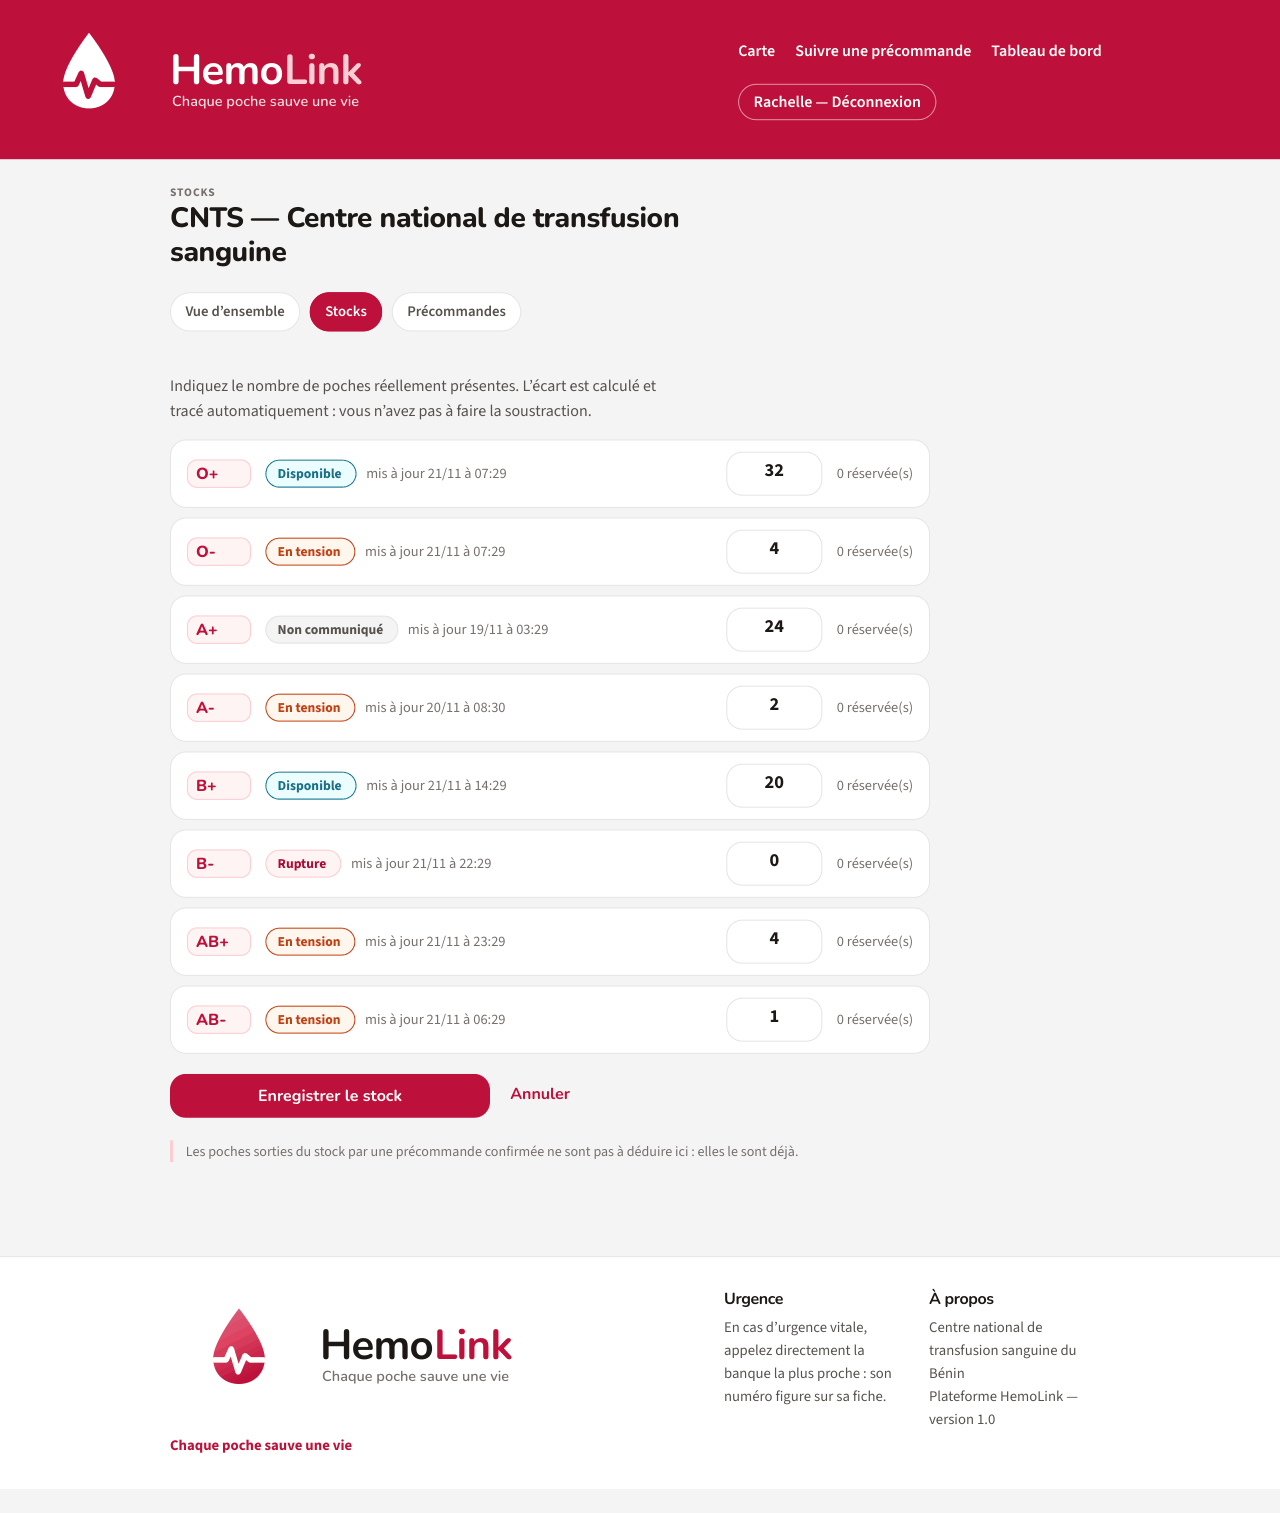 HemoLink
Chaque poche sauve une vie
Carte Suivre une précommande Tableau de bord
Rachelle — Déconnexion
STOCKS
CNTS — Centre national de transfusion
sanguine
Vue d’ensemble Stocks Précommandes
Indiquez le nombre de poches réellement présentes. L’écart est calculé et
tracé automatiquement : vous n’avez pas à faire la soustraction.
O+ Disponible mis à jour 21/11 à 07:29 32 0 réservée(s)
O- En tension mis à jour 21/11 à 07:29 4 0 réservée(s)
A+ Non communiqué mis à jour 19/11 à 03:29 24 0 réservée(s)
A- En tension mis à jour 20/11 à 08:30 2 0 réservée(s)
B+ Disponible mis à jour 21/11 à 14:29 20 0 réservée(s)
B- Rupture mis à jour 21/11 à 22:29 0 0 réservée(s)
AB+ En tension mis à jour 21/11 à 23:29 4 0 réservée(s)
AB- En tension mis à jour 21/11 à 06:29 1 0 réservée(s)
Enregistrer le stock Annuler
Les poches sorties du stock par une précommande confirmée ne sont pas à déduire ici : elles le sont déjà.
HemoLink
Chaque poche sauve une vie
Chaque poche sauve une vie
Urgence
En cas d’urgence vitale,
appelez directement la
banque la plus proche : son
numéro figure sur sa fiche.
À propos
Centre national de
transfusion sanguine du
Bénin
Plateforme HemoLink —
version 1.0